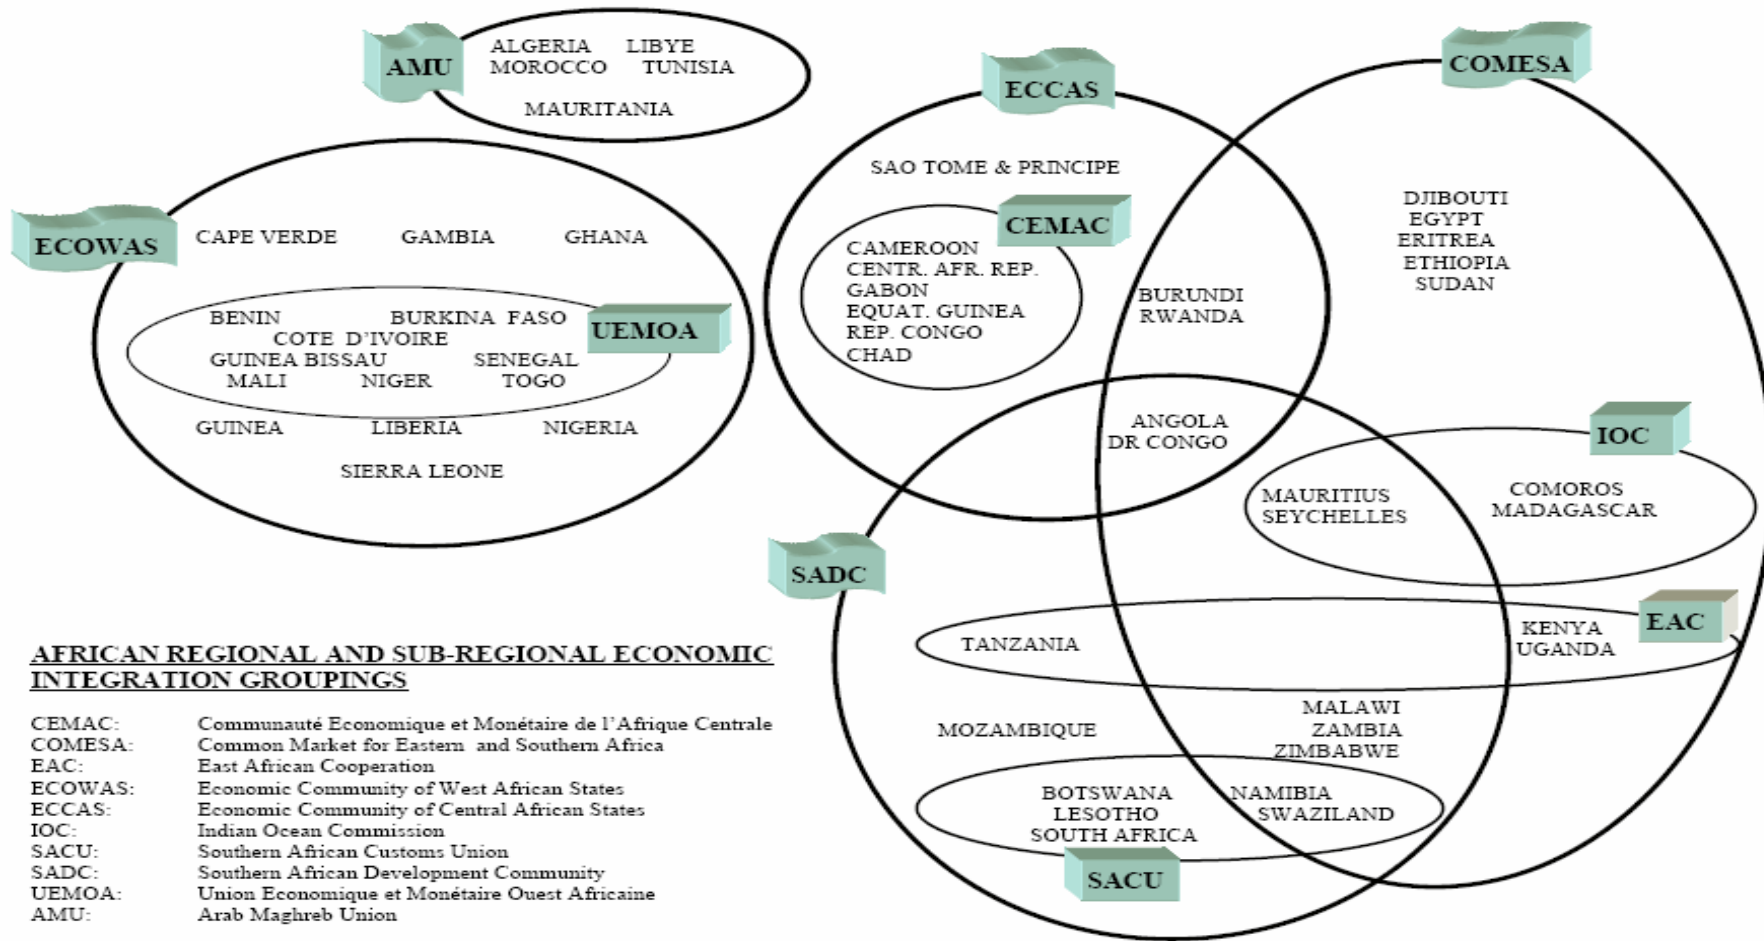 AMU
ALGERIA LIBYE
MOROCCO TUNISIA
MAURITANIA
ECOWAS
CAPE VERDE GAMBIA GHANA
UEMOA
BENIN BURKINA FASO
COTE D'IVOIRE
GUINEA BISSAU SENEGAL
MALI NIGER TOGO
GUINEA LIBERIA NIGERIA
SIERRA LEONE
ECCAS
SAO TOME & PRINCIPE
CEMAC
CAMEROON
CENTR. AFR. REP.
GABON
EQUAT. GUINEA
REP. CONGO
CHAD
BURUNDI
RWANDA
COMESA
DJIBOUTI
EGYPT
ERITREA
ETHIOPIA
SUDAN
ANGOLA
DR CONGO
IOC
MAURITIUS
SEYCHELLES
COMOROS
MADAGASCAR
SADC
EAC
TANZANIA
KENYA
UGANDA
MOZAMBIQUE
MALAWI
ZAMBIA
ZIMBABWE
BOTSWANA
LESOTHO
SOUTH AFRICA
NAMIBIA
SWAZILAND
SACU
AFRICAN REGIONAL AND SUB-REGIONAL ECONOMIC
INTEGRATION GROUPINGS
CEMAC: Communauté Economique et Monétaire de l'Afrique Centrale
COMESA: Common Market for Eastern and Southern Africa
EAC: East African Cooperation
ECOWAS: Economic Community of West African States
ECCAS: Economic Community of Central African States
IOC: Indian Ocean Commission
SACU: Southern African Customs Union
SADC: Southern African Development Community
UEMOA: Union Economique et Monétaire Ouest Africaine
AMU: Arab Maghreb Union